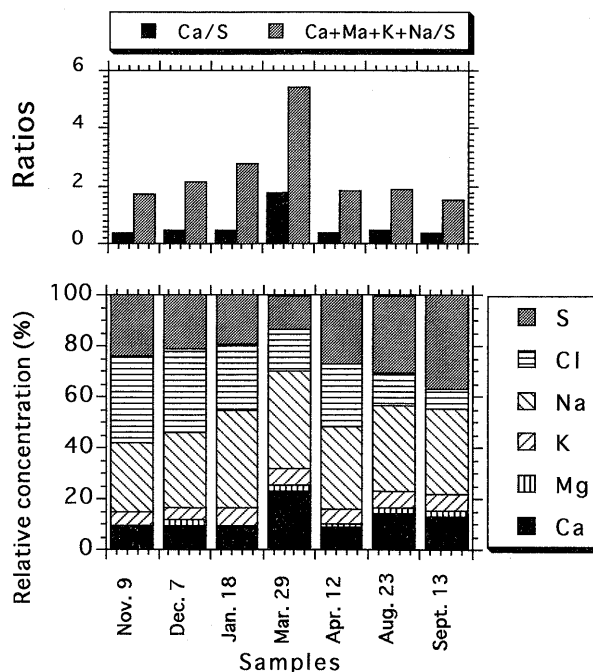 Ca/S Ca+Ma+K+Na/S
Ratios
6
4
2
0
Relative concentration (%)
100
80
60
40
20
0
S
Cl
Na
K
Mg
Ca
Nov. 9 Dec. 7 Jan. 18 Mar. 29 Apr. 12 Aug. 23 Sept. 13
Samples